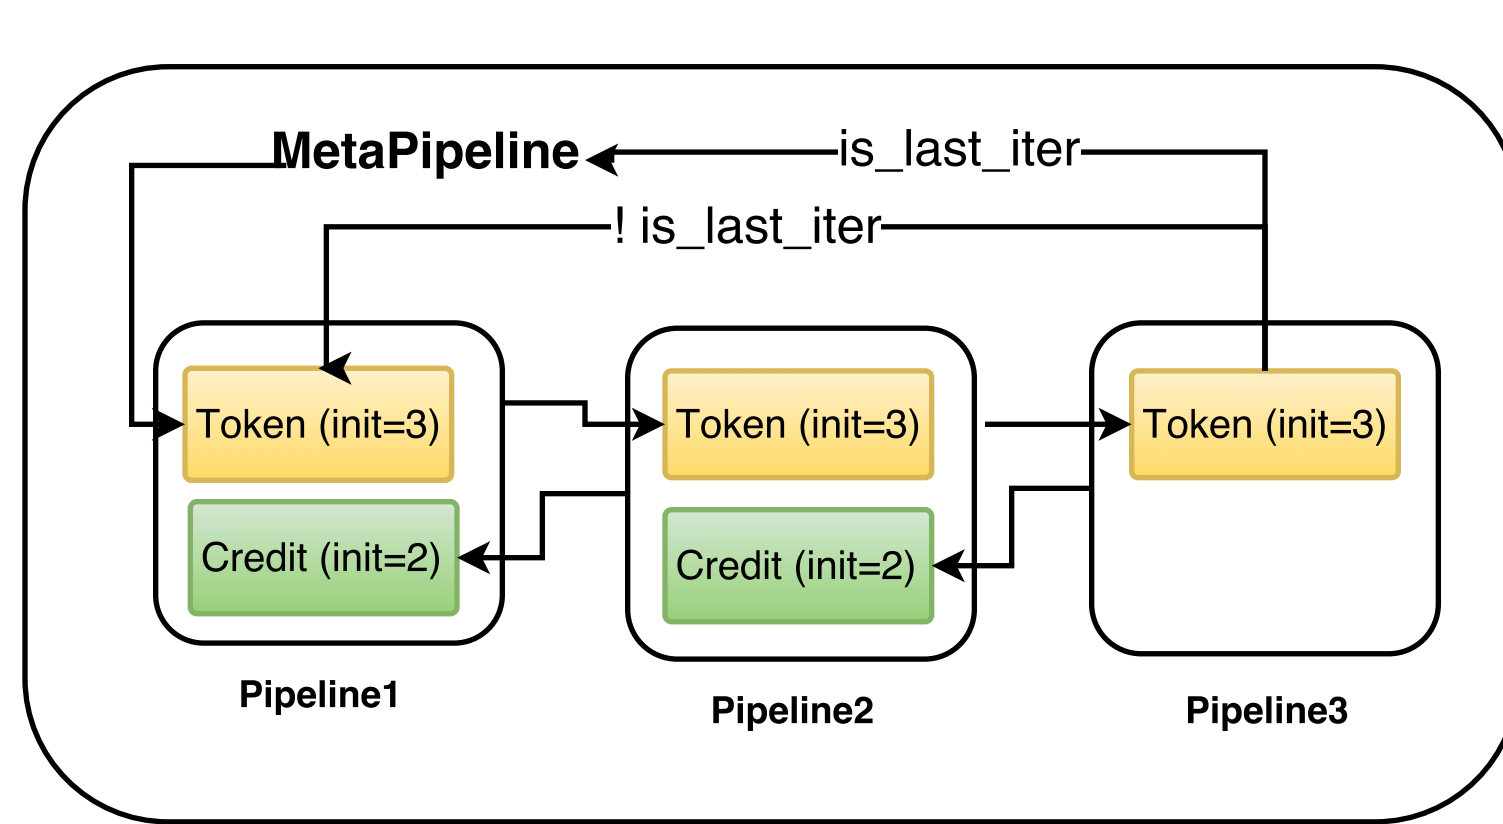 MetaPipeline
is_last_iter
! is_last_iter
Token (init=3)
Token (init=3)
Token (init=3)
Credit (init=2)
Credit (init=2)
Pipeline1
Pipeline2
Pipeline3